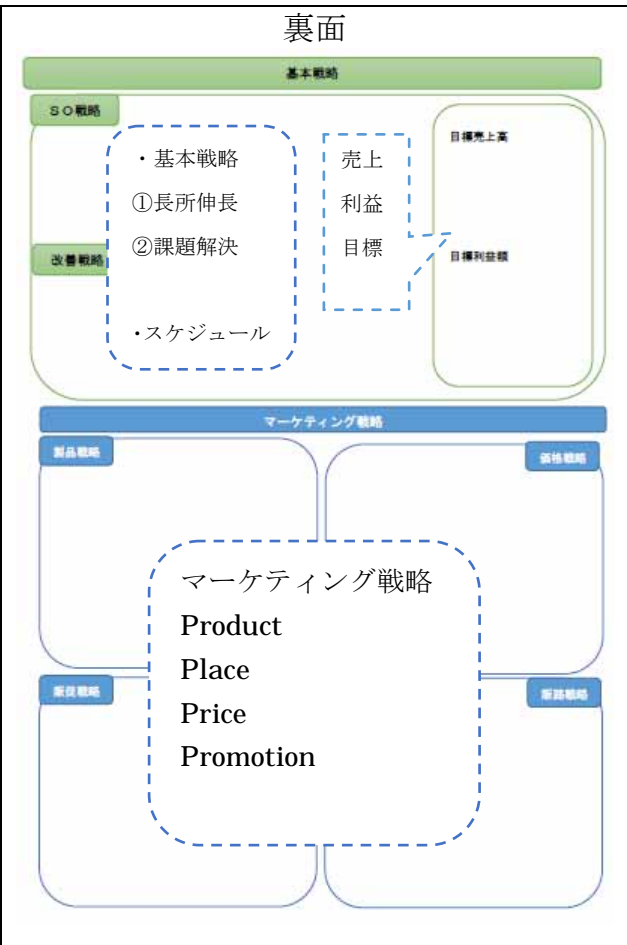 裏面
基本戦略
SO戦略
・基本戦略
①長所伸長
②課題解決
・スケジュール
売上
利益
目標
目標売上高
目標利益額
改善戦略
マーケティング戦略
製品戦略
価格戦略
マーケティング戦略
Product
Place
Price
Promotion
販促戦略
販路戦略